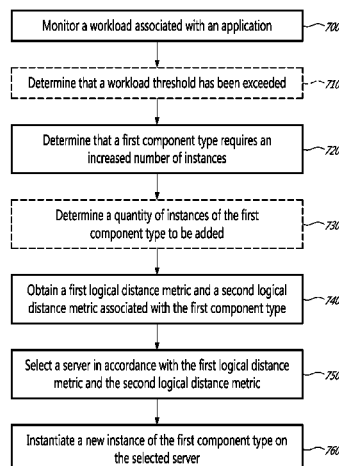 Monitor a workload associated with an application
700
Determine that a workload threshold has been exceeded
710
Determine that a first component type requires an
increased number of instances
720
Determine a quantity of instances of the first
component type to be added
730
Obtain a first logical distance metric and a second logical
distance metric associated with the first component type
740
Select a server in accordance with the first logical distance
metric and the second logical distance metric
750
Instantiate a new instance of the first component type on
the selected server
760